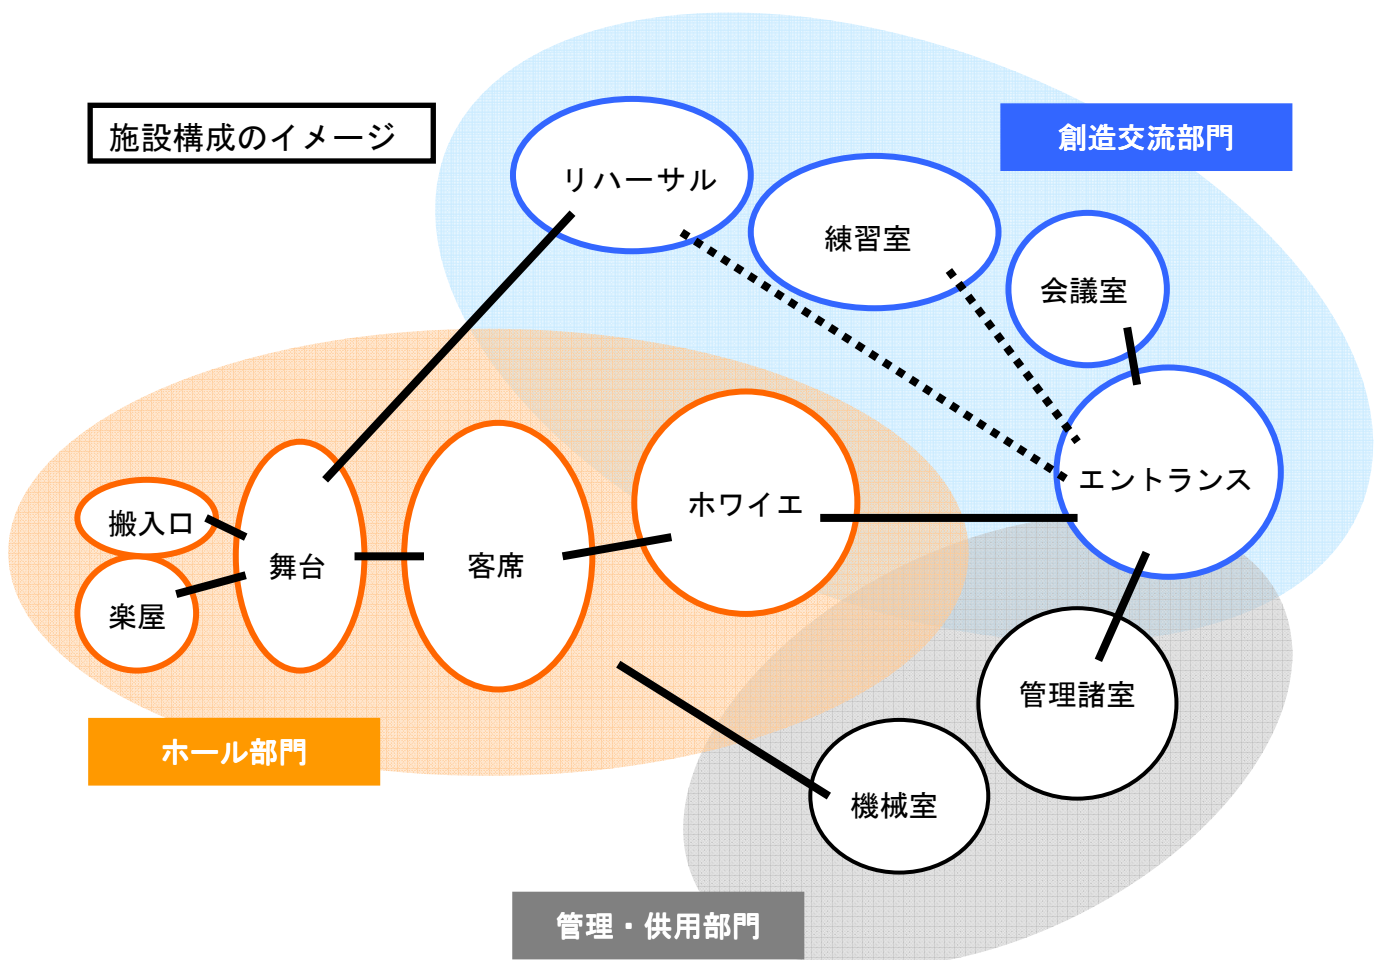 施設構成のイメージ
創造交流部門
リハーサル
練習室
会議室
エントランス
ホワイエ
搬入口
舞台
客席
楽屋
管理諸室
ホール部門
機械室
管理・供用部門